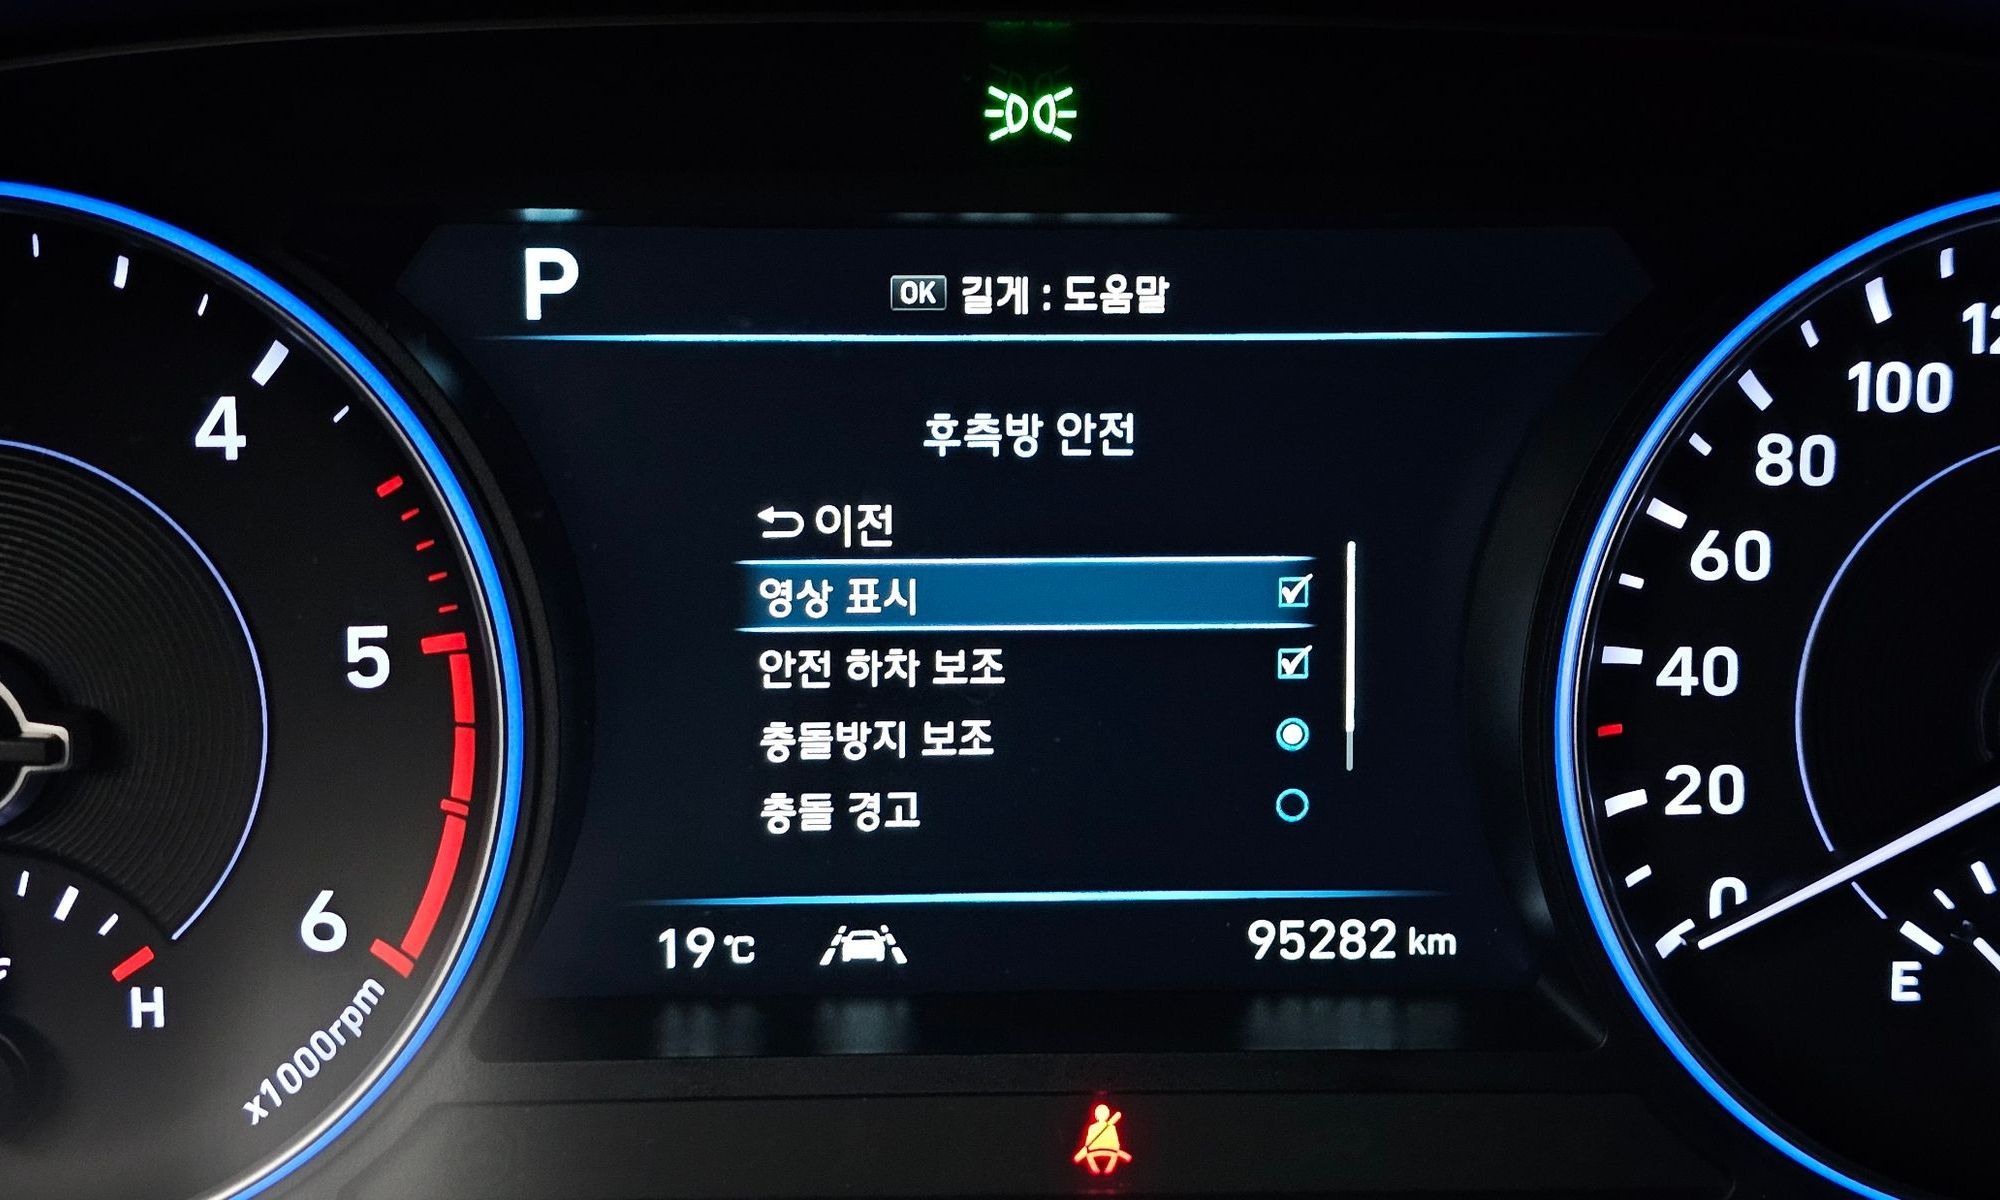 P
OK 길게 : 도움말
후측방 안전
이전
영상 표시
안전 하차 보조
충돌방지 보조
충돌 경고
19℃
95282 km
4
5
6
H
x1000rpm
100
80
60
40
20
0
E